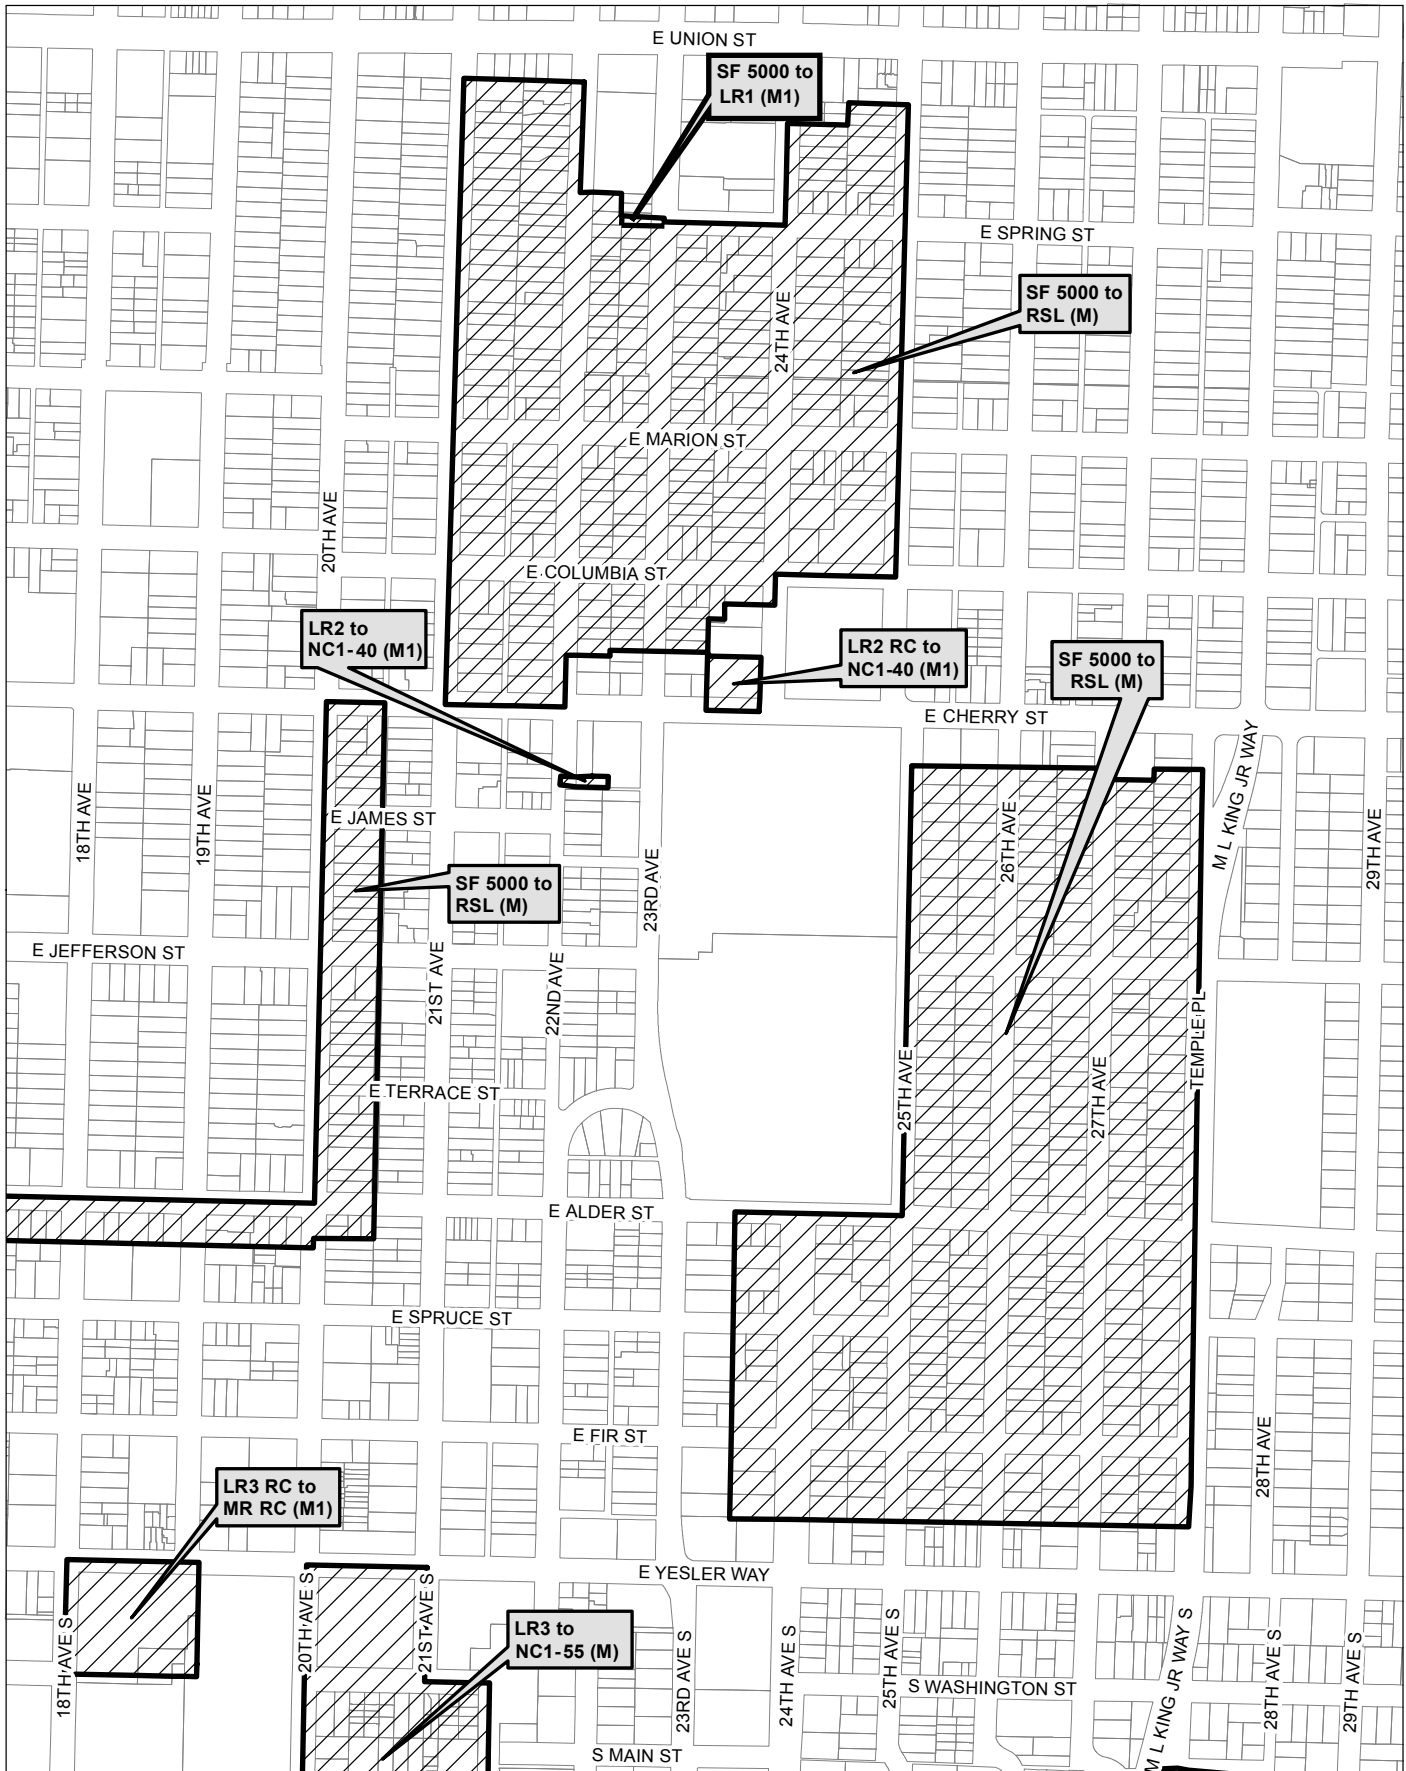 E UNION ST
SF 5000 to
LR1 (M1)
E SPRING ST
SF 5000 to
RSL (M)
24TH AVE
E MARION ST
20TH AVE
E COLUMBIA ST
LR2 to
NC1-40 (M1)
LR2 RC to
NC1-40 (M1)
SF 5000 to
RSL (M)
E CHERRY ST
M L KING JR WAY
18TH AVE
19TH AVE
E JAMES ST
26TH AVE
29TH AVE
SF 5000 to
RSL (M)
23RD AVE
E JEFFERSON ST
21ST AVE
22ND AVE
TEMPLE PL
25TH AVE
27TH AVE
E TERRACE ST
E ALDER ST
E SPRUCE ST
E FIR ST
28TH AVE
LR3 RC to
MR RC (M1)
E YESLER WAY
18TH AVE S
20TH AVE S
21ST AVE S
LR3 to
NC1-55 (M)
23RD AVE S
24TH AVE S
25TH AVE S
S WASHINGTON ST
M L KING JR WAY S
28TH AVE S
29TH AVE S
S MAIN ST